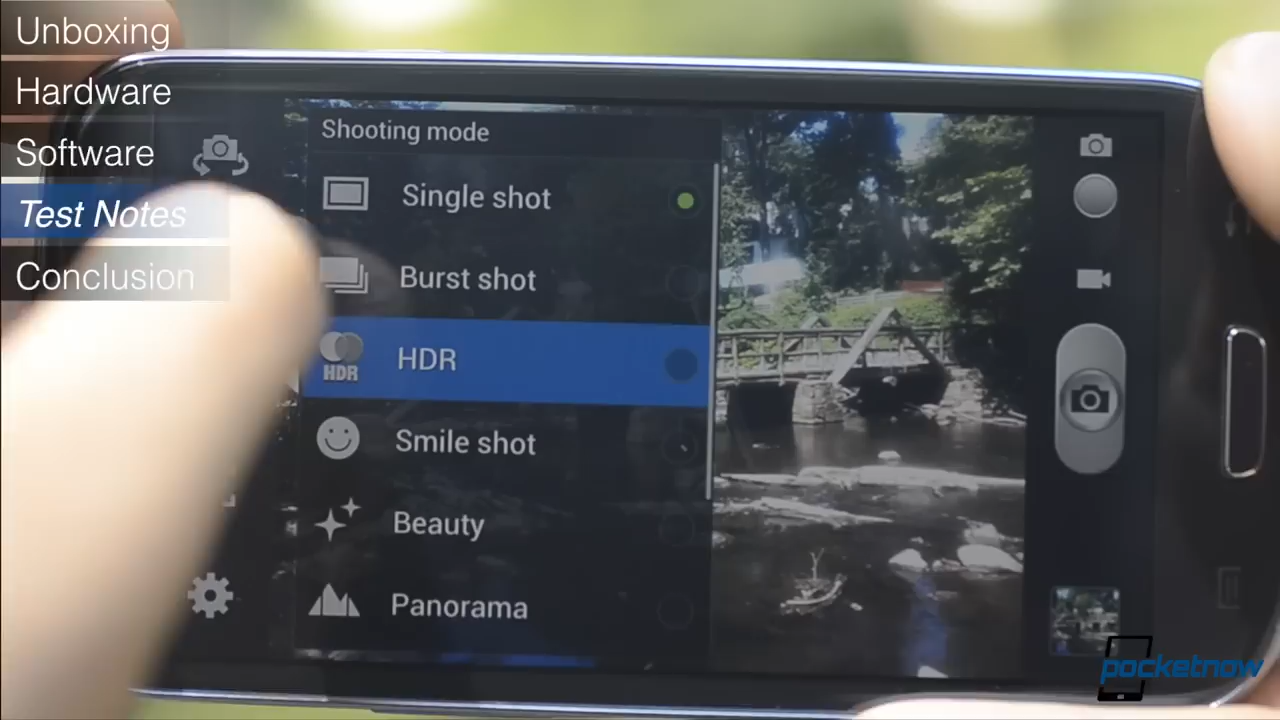 Unboxing
Hardware
Software
Test Notes
Conclusion
Shooting mode
Single shot
Burst shot
HDR
HDR
Smile shot
Beauty
Panorama
pocketnow